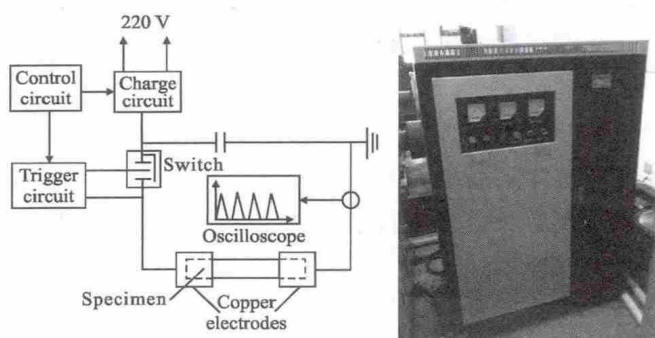 220 V
Control
circuit
Charge
circuit
Trigger
circuit
Switch
Oscilloscope
Specimen
Copper
electrodes